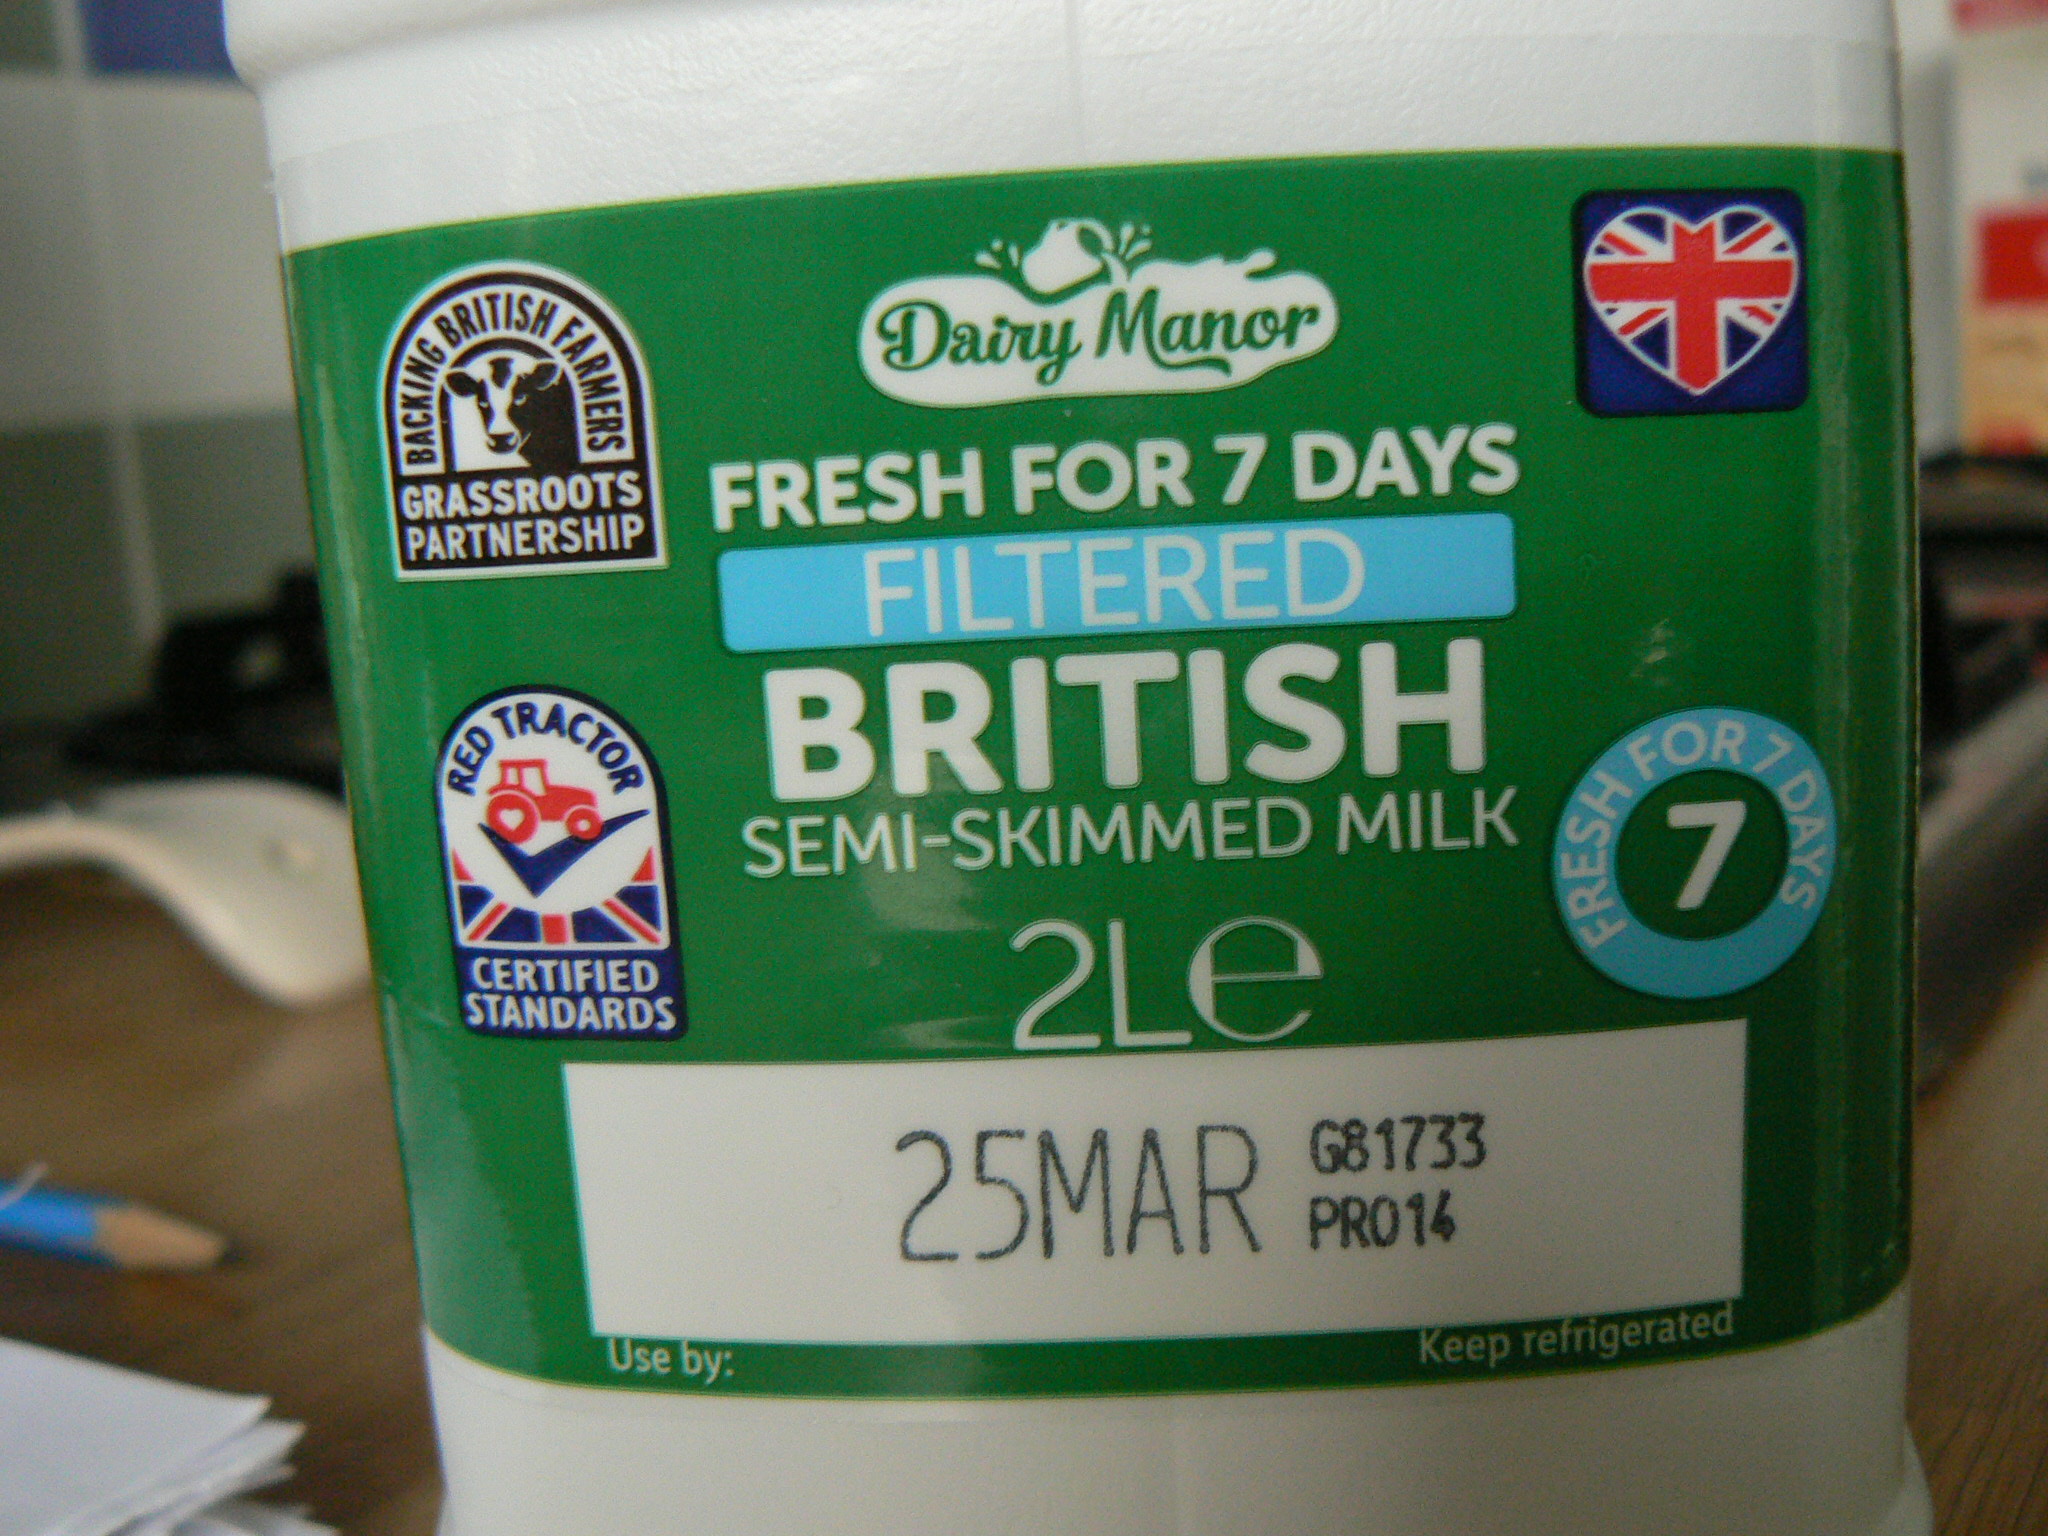 Dairy Manor
BACKING BRITISH FARMERS
GRASSROOTS
PARTNERSHIP
FRESH FOR 7 DAYS
FILTERED
BRITISH
SEMI-SKIMMED MILK
2L℮
RED TRACTOR
CERTIFIED
STANDARDS
FRESH FOR 7 DAYS
7
25MAR
G81733
PR014
Use by:
Keep refrigerated